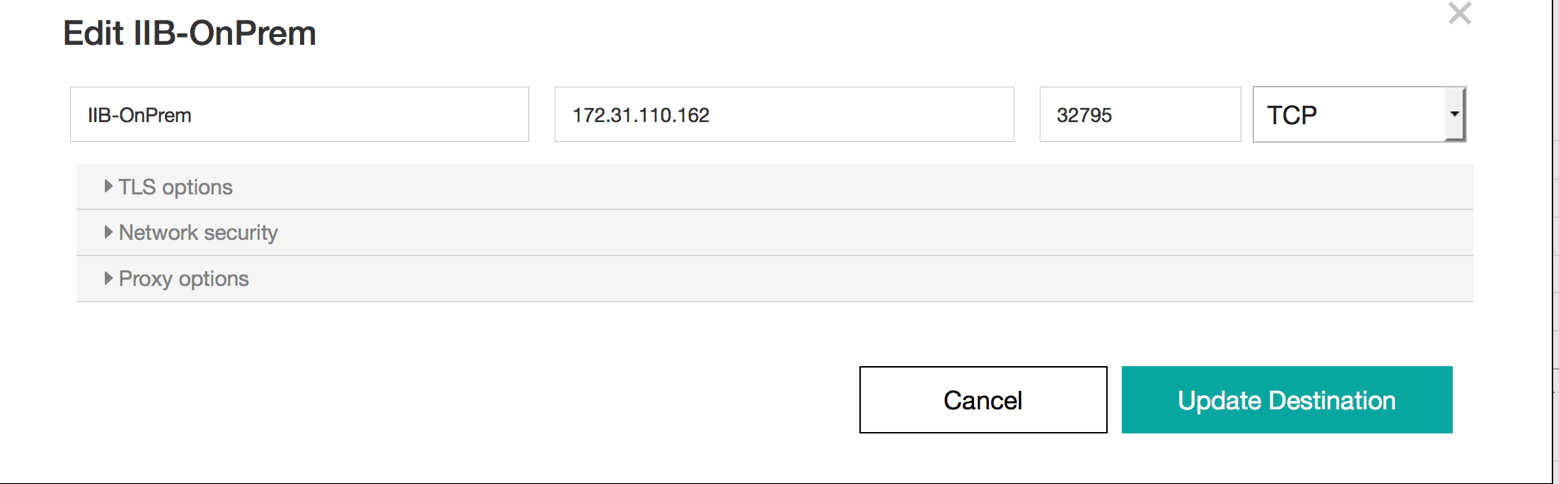 Edit IIB-OnPrem
IIB-OnPrem 172.31.110.162 32795 TCP
TLS options
Network security
Proxy options
Cancel Update Destination